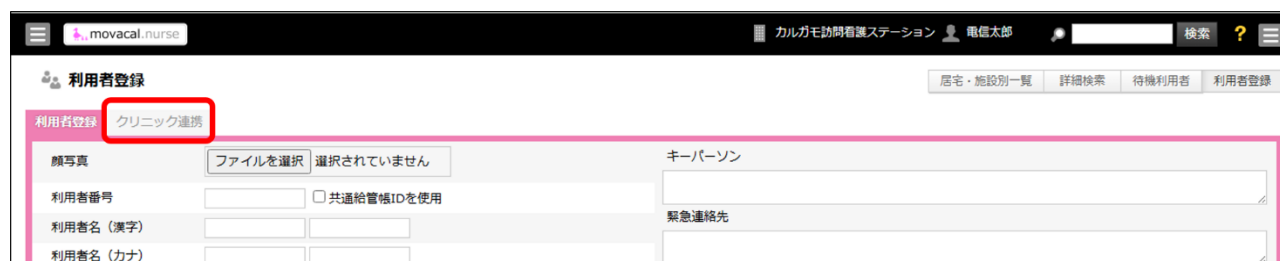 movacal.nurse カルガモ訪問看護ステーション 電信太郎 検索 ?
利用者登録 居宅・施設別一覧 詳細検索 待機利用者 利用者登録
利用者登録 クリニック連携
顔写真 ファイルを選択 選択されていません キーパーソン
利用者番号 共通給管帳IDを使用
緊急連絡先
利用者名（漢字）
利用者名（カナ）